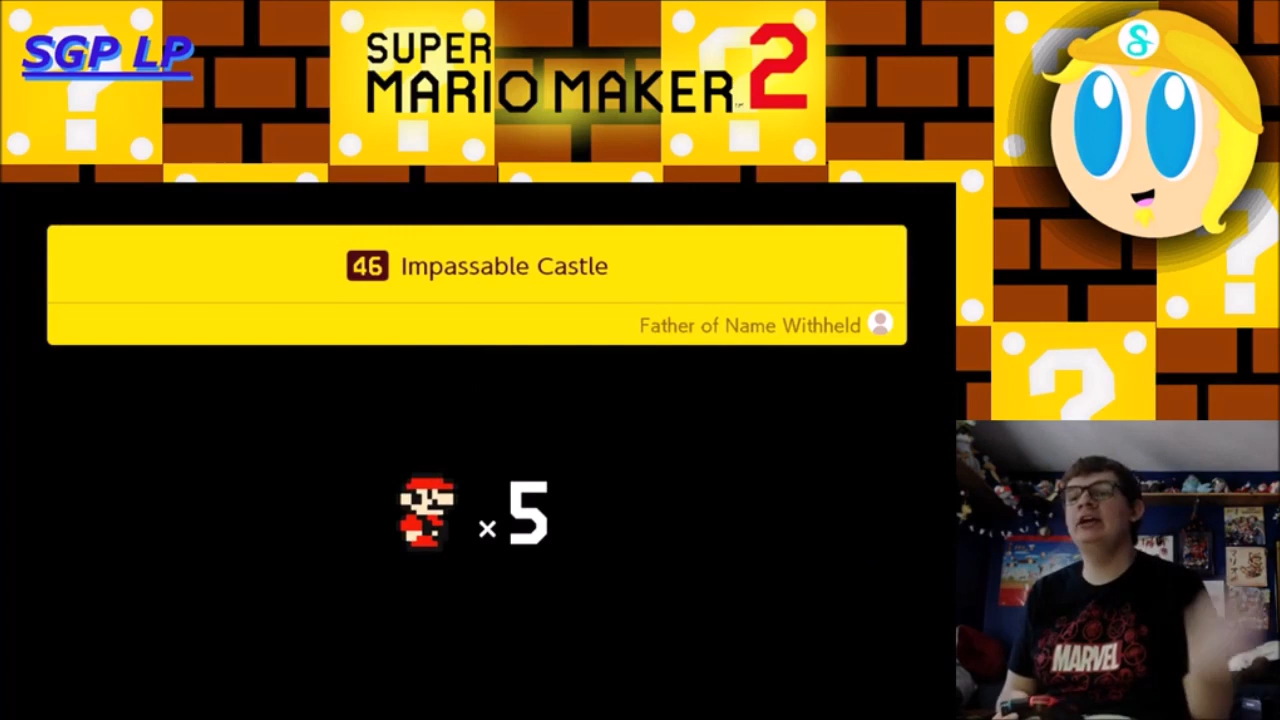 SGP LP
SUPER
MARIO MAKER 2
46 Impassable Castle
Father of Name Withheld
× 5
MARVEL